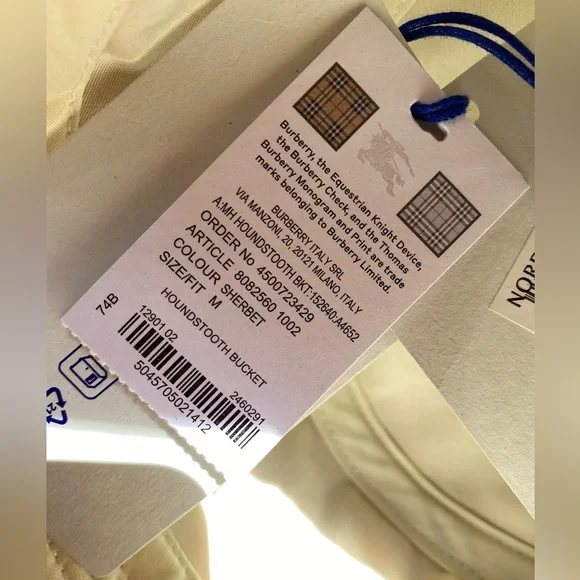 Burberry, the Equestrian Knight Device,
the Burberry Check, and the Thomas
Burberry Monogram and Print are trade
marks belonging to Burberry Limited.
BURBERRY ITALY SRL
VIA MANZONI 20, 20121 MILANO, ITALY
A:MH HOUNDSTOOTH BKT:152640:A4652
ORDER No 4500723429
ARTICLE 8082560 1002
COLOUR SHERBET
SIZE/FIT M
HOUNDSTOOTH BUCKET
74B
12901.02
2460291
5045705021412